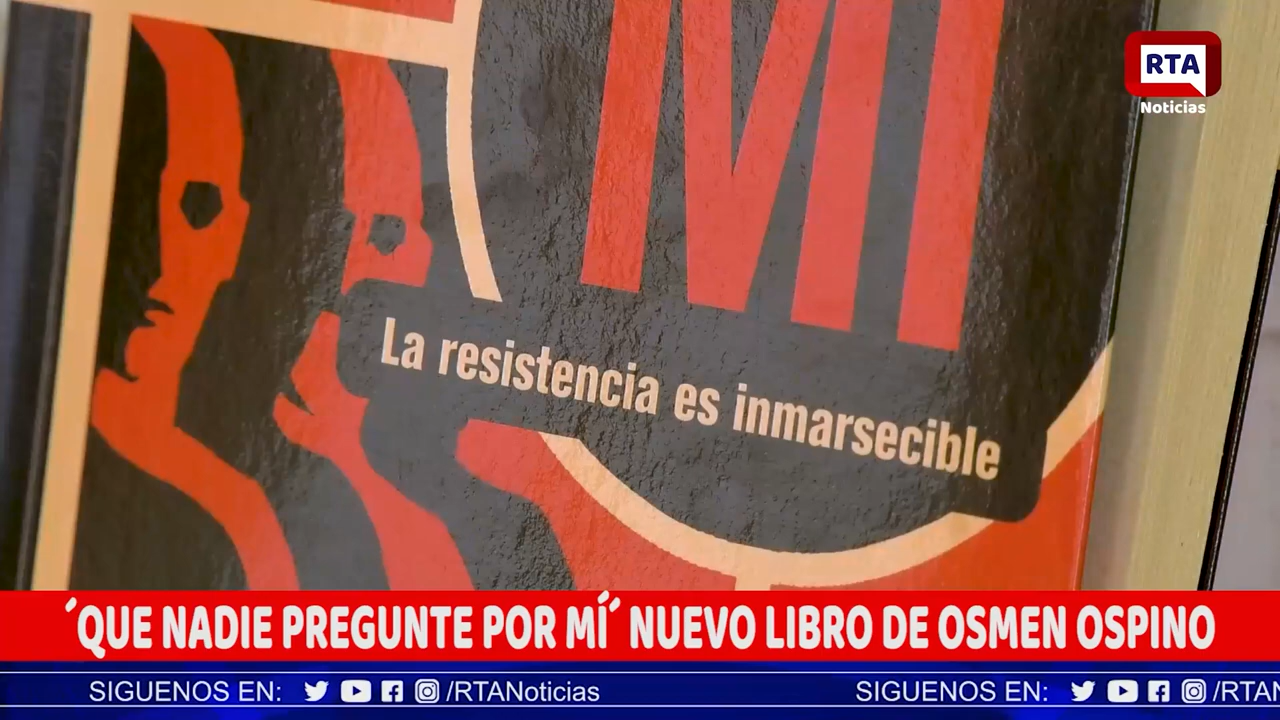 RTA
Noticias
MI
La resistencia es inmarsecible
´QUE NADIE PREGUNTE POR MÍ´ NUEVO LIBRO DE OSMEN OSPINO
SIGUENOS EN: /RTANoticias SIGUENOS EN: /RTAN